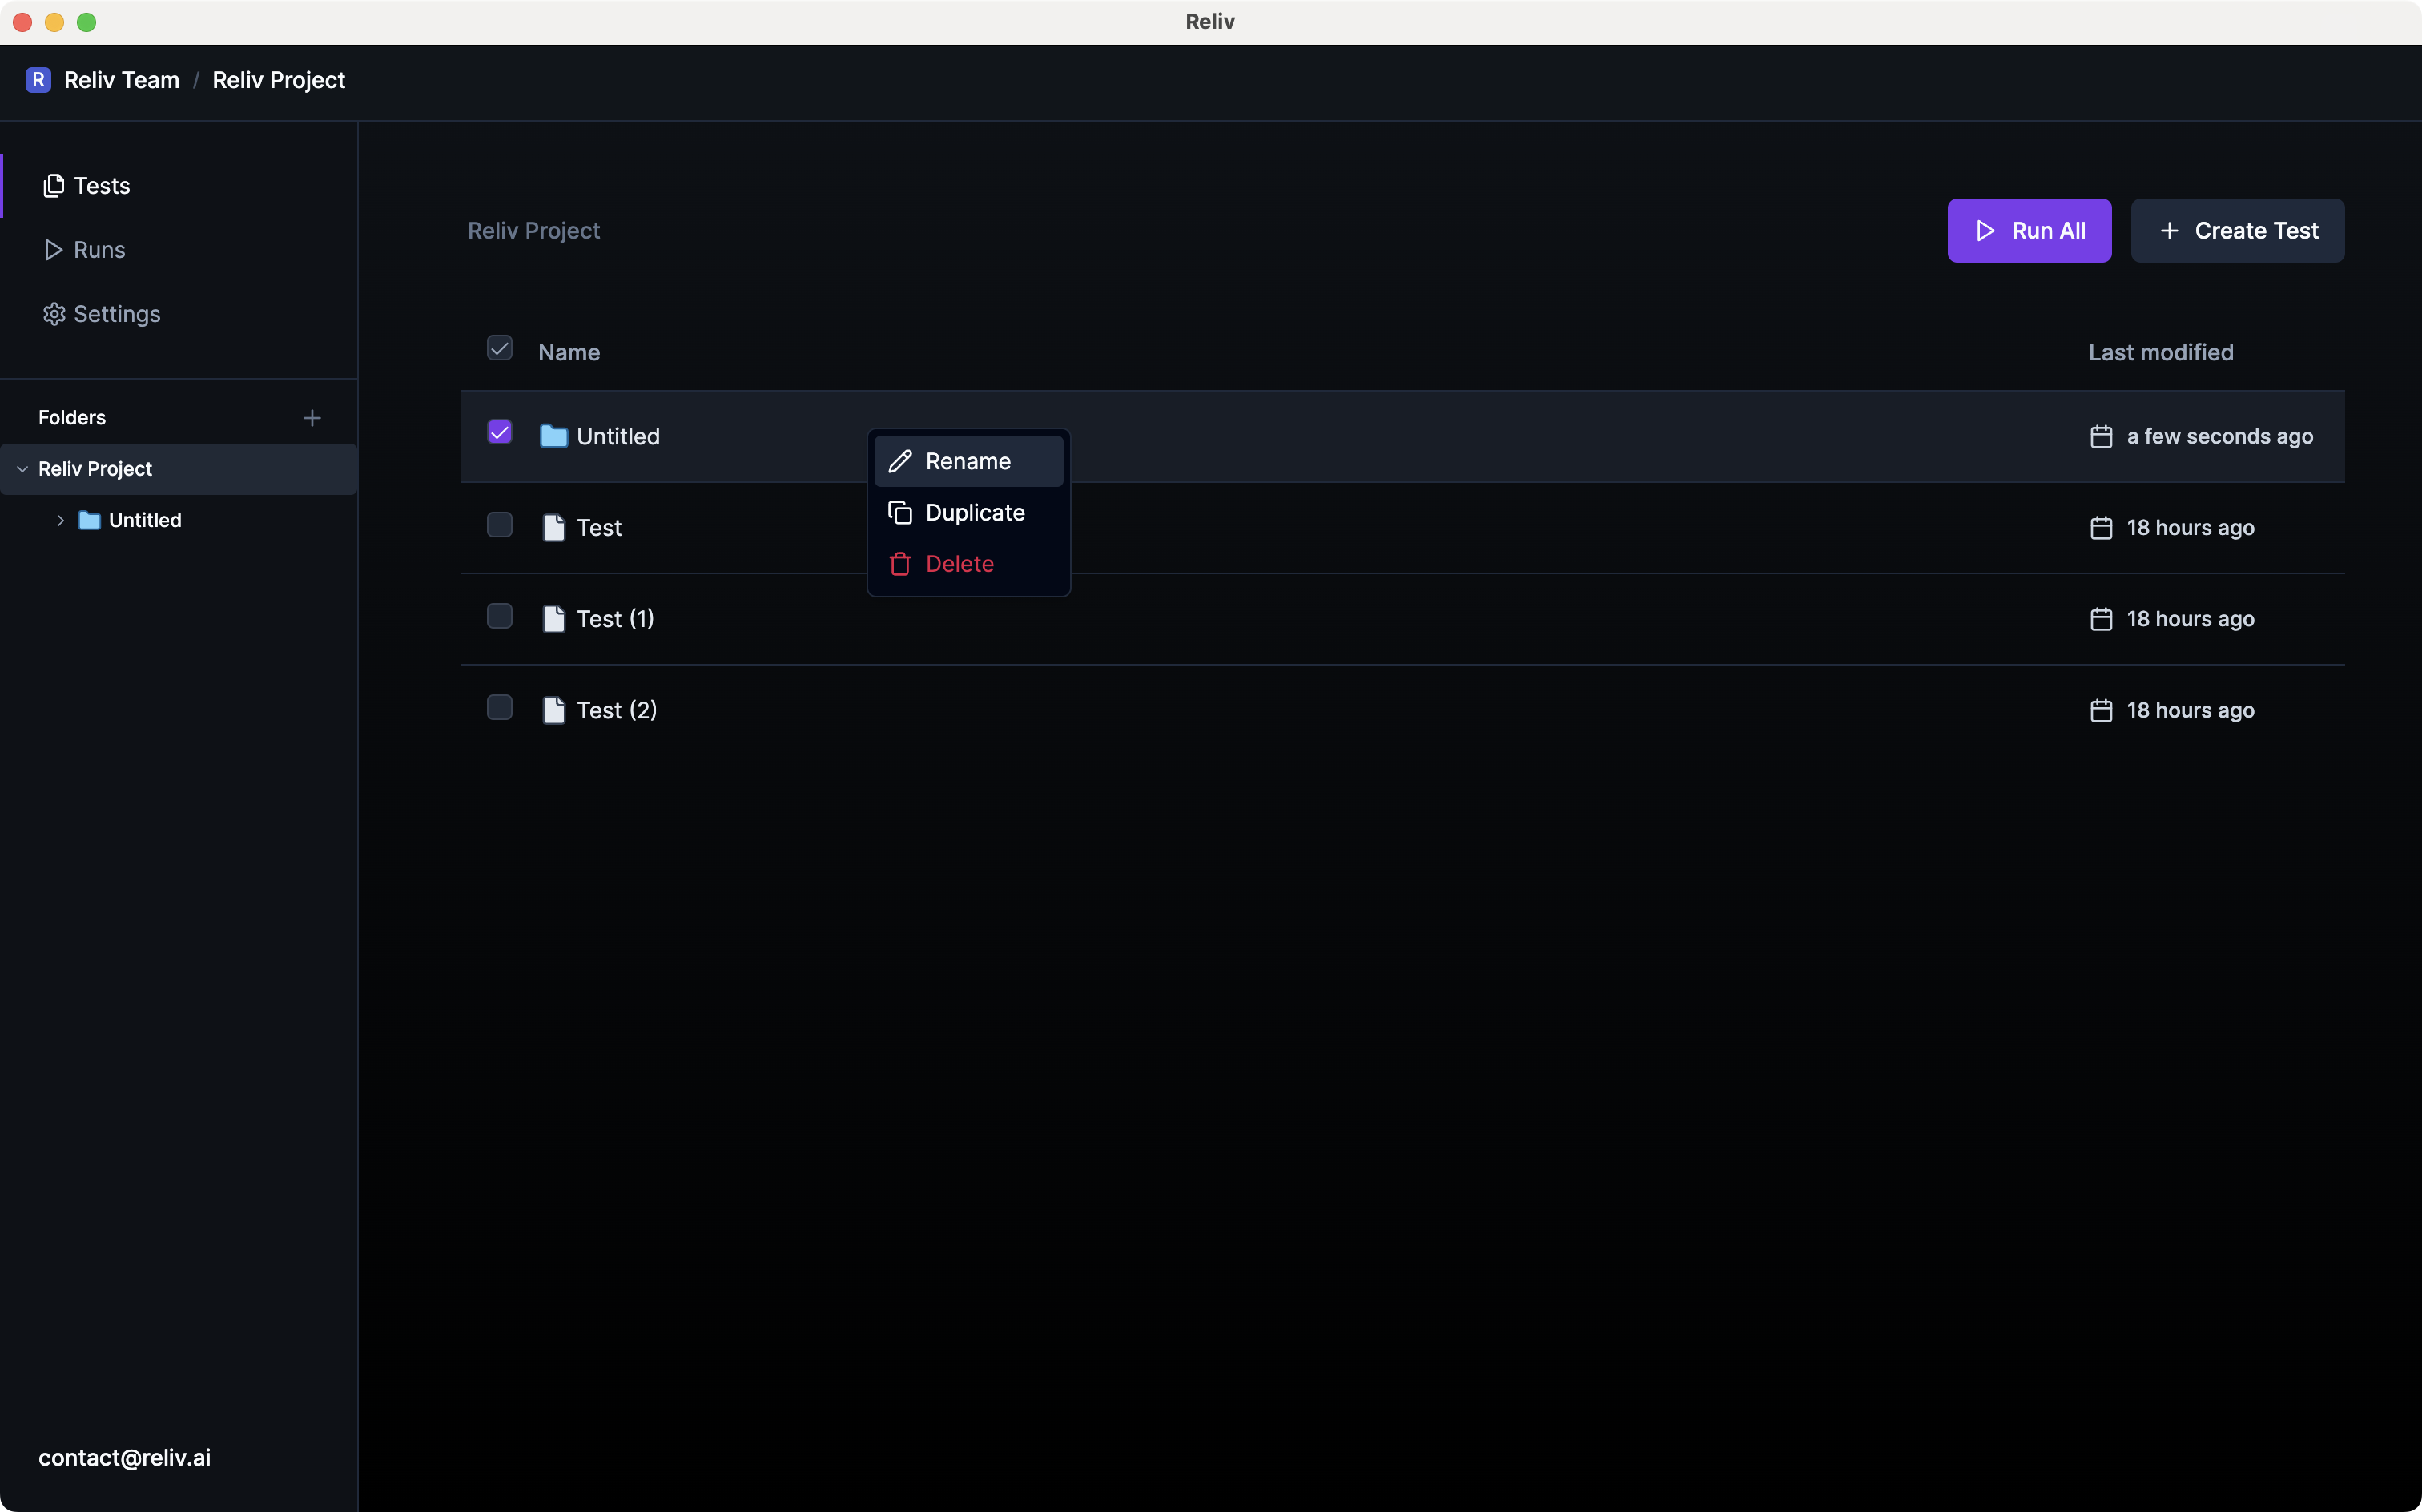 Reliv
R Reliv Team / Reliv Project
Tests
Runs
Settings
Folders
Reliv Project
Untitled
contact@reliv.ai
Reliv Project
Run All
Create Test
Name Last modified
Untitled a few seconds ago
Rename
Duplicate
Delete
Test 18 hours ago
Test (1) 18 hours ago
Test (2) 18 hours ago